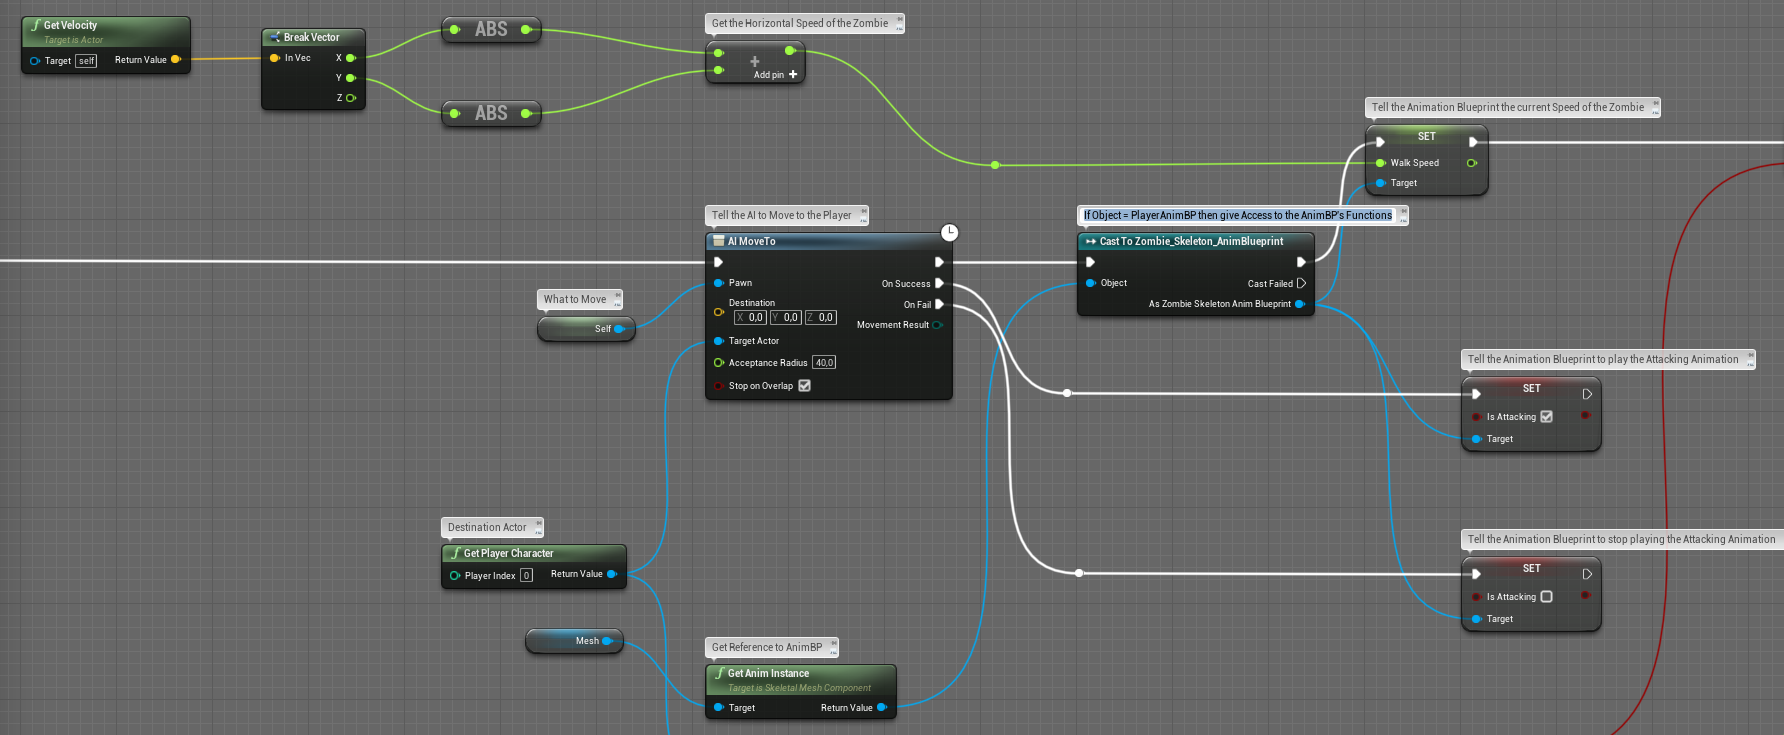 Get Velocity
Target is Actor
Target self Return Value
Break Vector
In Vec X
Y
Z
ABS
ABS
Get the Horizontal Speed of the Zombie
+
Add pin +
Tell the Animation Blueprint the current Speed of the Zombie
SET
Walk Speed
Target
Tell the AI to Move to the Player
AI MoveTo
Pawn On Success
Destination On Fail
X 0,0 Y 0,0 Z 0,0
Movement Result
Target Actor
Acceptance Radius 40,0
Stop on Overlap
What to Move
Self
If Object = PlayerAnimBP then give Access to the AnimBP's Functions
Cast To Zombie_Skeleton_AnimBlueprint
Object Cast Failed
As Zombie Skeleton Anim Blueprint
Tell the Animation Blueprint to play the Attacking Animation
SET
Is Attacking
Target
Destination Actor
Get Player Character
Player Index 0 Return Value
Tell the Animation Blueprint to stop playing the Attacking Animation
SET
Is Attacking
Target
Mesh
Get Reference to AnimBP
Get Anim Instance
Target is Skeletal Mesh Component
Target Return Value